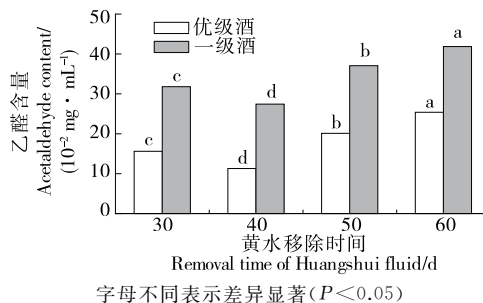 50
40
30
20
10
0
乙醛含量
Acetaldehyde content/
(10⁻² mg·mL⁻¹)
优级酒
一级酒
c
c
d
d
b
b
a
a
30
40
50
60
黄水移除时间
Removal time of Huangshui fluid/d
字母不同表示差异显著(P<0.05)